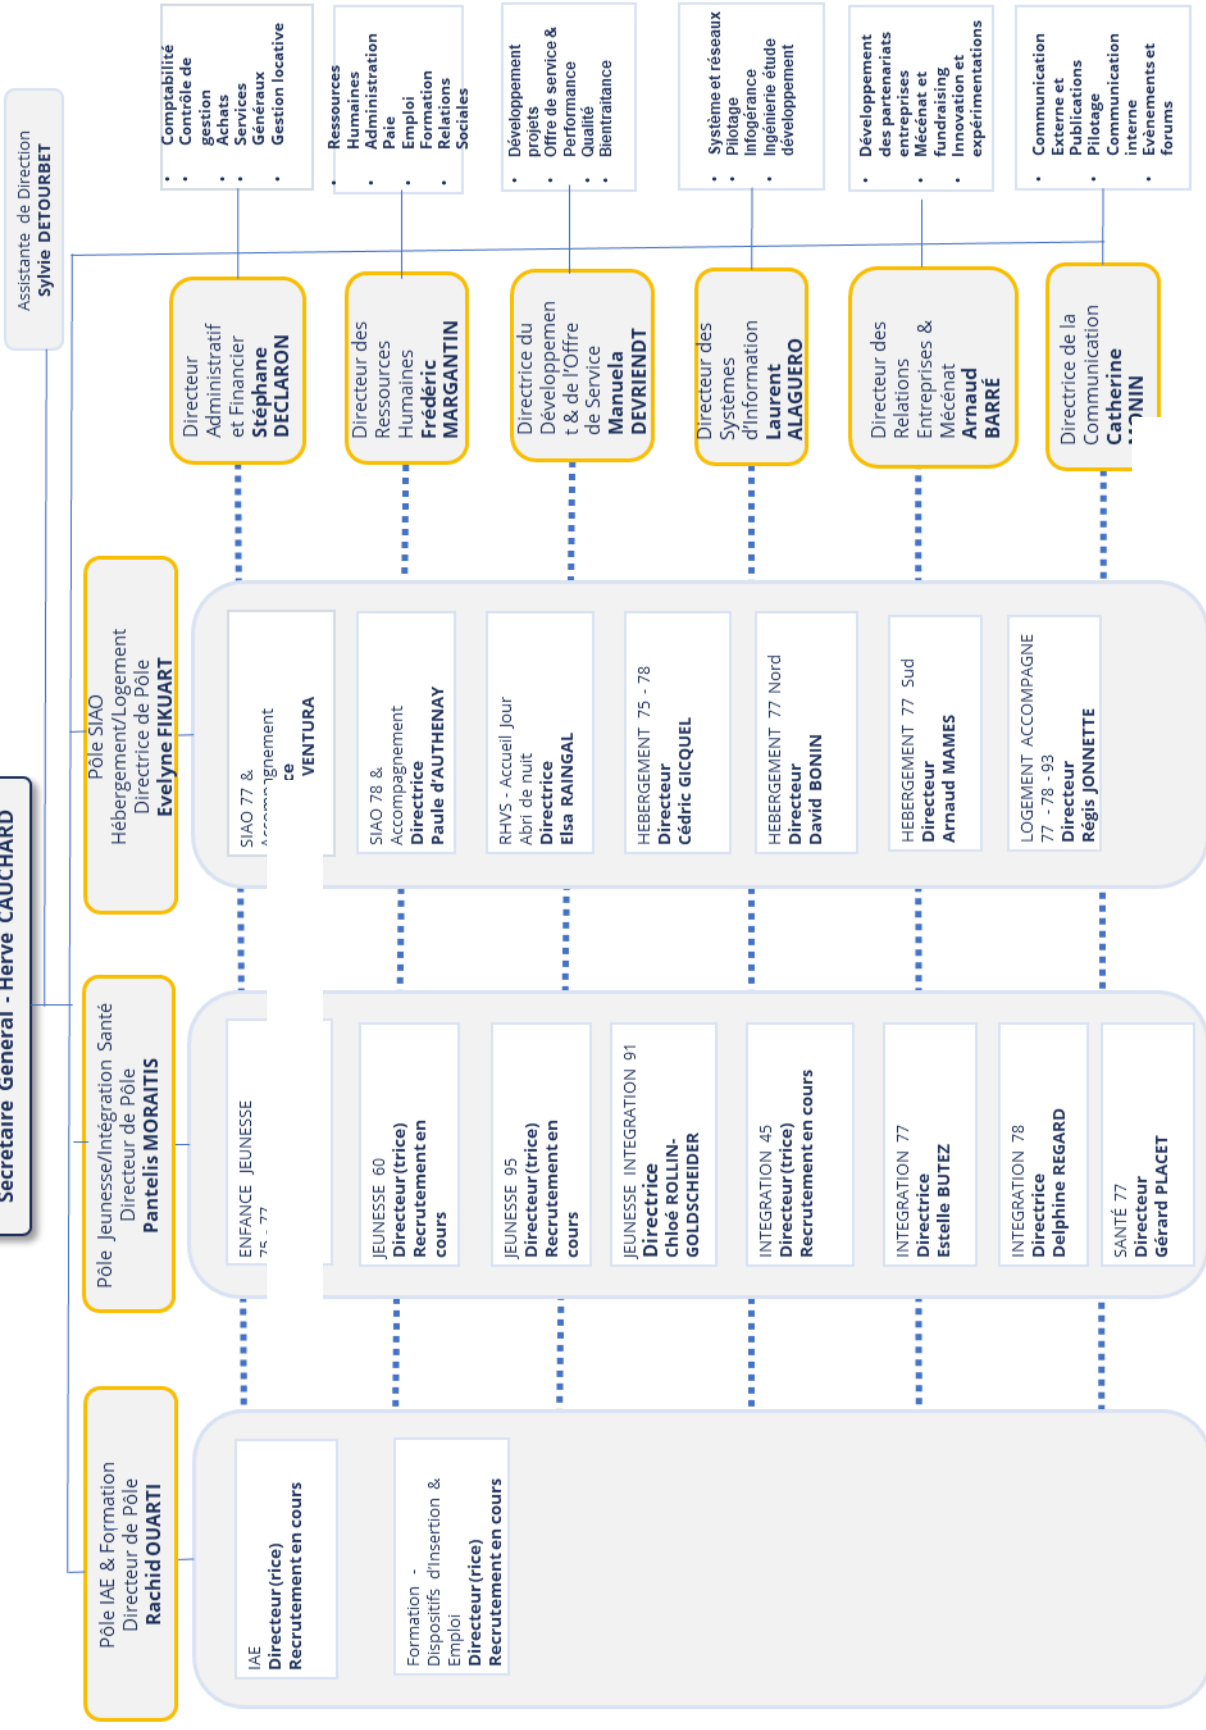 Secrétaire Général - Hervé CAUCHARD
Assistante de Direction
Sylvie DETOURBET
Pôle IAE & Formation
Directeur de Pôle
Rachid OUARTI
IAE
Directeur(rice)
Recrutement en cours
Formation -
Dispositifs d'Insertion &
Emploi
Directeur(rice)
Recrutement en cours
Pôle Jeunesse/Intégration Santé
Directeur de Pôle
Pantelis MORAITIS
ENFANCE JEUNESSE
75 - 77
JEUNESSE 60
Directeur(trice)
Recrutement en
cours
JEUNESSE 95
Directeur(trice)
Recrutement en
cours
JEUNESSE INTEGRATION 91
Directrice
Chloé ROLLIN-
GOLDSCHEIDER
INTEGRATION 45
Directeur(trice)
Recrutement en cours
INTEGRATION 77
Directrice
Estelle BUTEZ
INTEGRATION 78
Directrice
Delphine REGARD
SANTÉ 77
Directeur
Gérard PLACET
Pôle SIAO
Hébergement/Logement
Directrice de Pôle
Evelyne FIKUART
SIAO 77 &
Accompagnement
ce
VENTURA
SIAO 78 &
Accompagnement
Directrice
Paule d'AUTHENAY
RHVS - Accueil Jour
Abri de nuit
Directrice
Elsa RAINGAL
HEBERGEMENT 75 - 78
Directeur
Cédric GICQUEL
HEBERGEMENT 77 Nord
Directeur
David BONIN
HEBERGEMENT 77 Sud
Directeur
Arnaud MAMES
LOGEMENT ACCOMPAGNE
77 - 78 - 93
Directeur
Régis JONNETTE
Directeur
Administratif
et Financier
Stéphane
DECLARON
Directeur des
Ressources
Humaines
Frédéric
MARGANTIN
Directrice du
Développemen
t & de l'Offre
de Service
Manuela
DEVRIENDT
Directeur des
Systèmes
d'Information
Laurent
ALAGUERO
Directeur des
Relations
Entreprises &
Mécénat
Arnaud
BARRÉ
Directrice de la
Communication
Catherine
• Comptabilité
• Contrôle de
gestion
• Achats
• Services
Généraux
• Gestion locative
• Ressources
Humaines
• Administration
Paie
• Emploi
Formation
• Relations
Sociales
• Développement
projets
• Offre de service &
Performance
• Qualité
• Bientraitance
• Système et réseaux
• Pilotage
Infogérance
• Ingénierie étude
développement
• Développement
des partenariats
entreprises
• Mécénat et
fundraising
• Innovation et
expérimentations
• Communication
Externe et
Publications
• Pilotage
Communication
interne
• Evènements et
forums